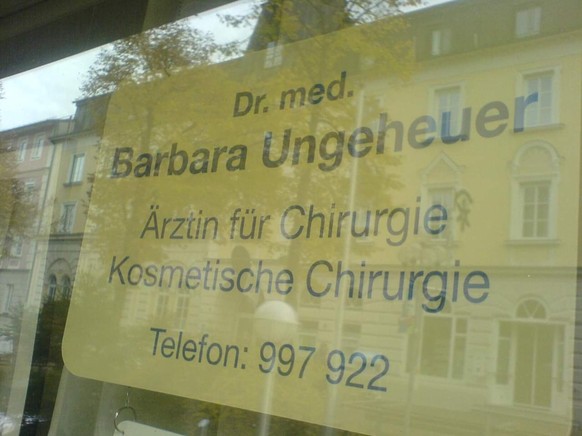 Dr. med.
Barbara Ungeheuer
Ärztin für Chirurgie
Kosmetische Chirurgie
Telefon: 997 922